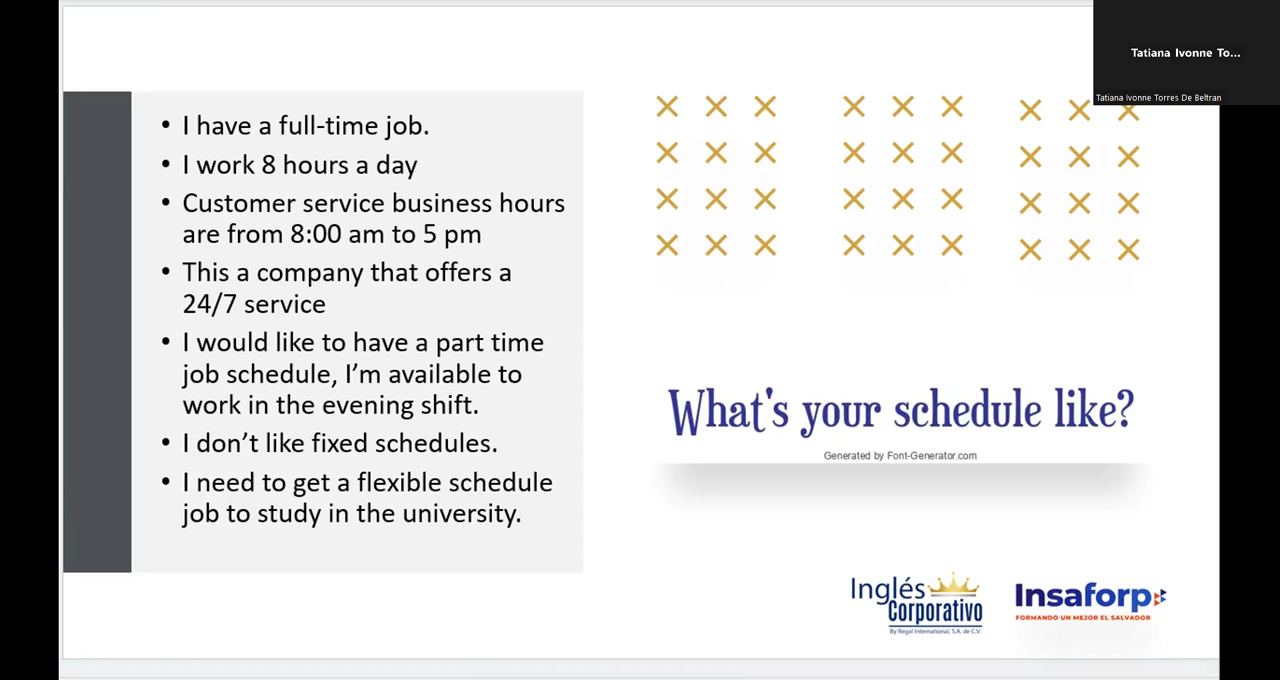 Tatiana Ivonne To...
Tatiana Ivonne Torres De Beltran
• I have a full-time job.
• I work 8 hours a day
• Customer service business hours
are from 8:00 am to 5 pm
• This a company that offers a
24/7 service
• I would like to have a part time
job schedule, I’m available to
work in the evening shift.
• I don’t like fixed schedules.
• I need to get a flexible schedule
job to study in the university.
What's your schedule like?
Generated by Font-Generator.com
Inglés
Corporativo
By Regal International, S.A. de C.V.
Insaforp
FORMANDO UN MEJOR EL SALVADOR